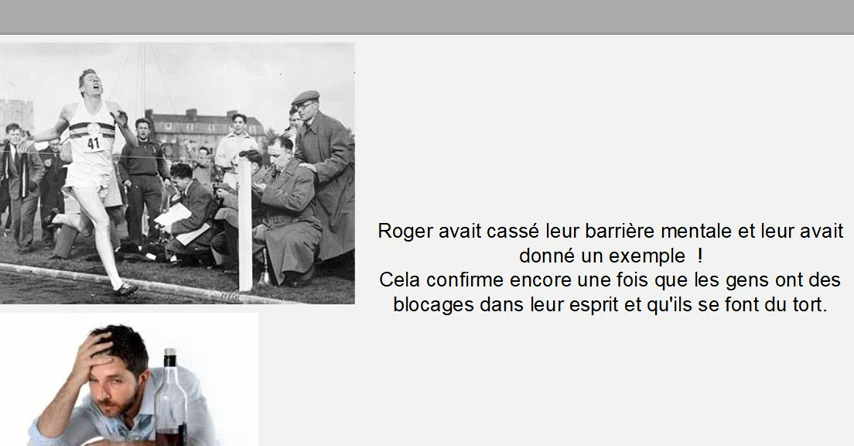 41
Roger avait cassé leur barrière mentale et leur avait
donné un exemple  !
Cela confirme encore une fois que les gens ont des
blocages dans leur esprit et qu'ils se font du tort.